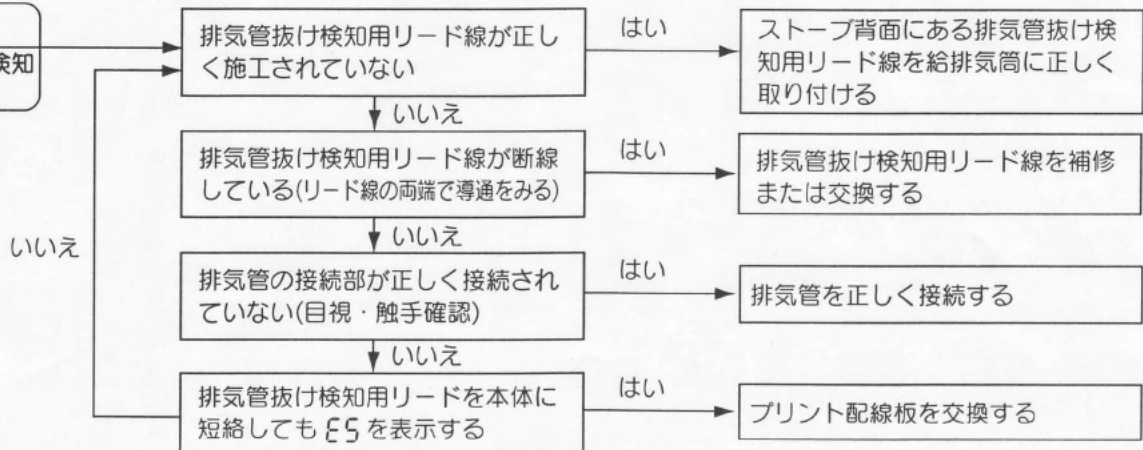 検知
排気管抜け検知用リード線が正し
く施工されていない
はい
ストーブ背面にある排気管抜け検
知用リード線を給排気筒に正しく
取り付ける
いいえ
排気管抜け検知用リード線が断線
している(リード線の両端で導通をみる)
はい
排気管抜け検知用リード線を補修
または交換する
いいえ
いいえ
排気管の接続部が正しく接続され
ていない(目視・触手確認)
はい
排気管を正しく接続する
いいえ
排気管抜け検知用リードを本体に
短絡してもE5を表示する
はい
プリント配線板を交換する